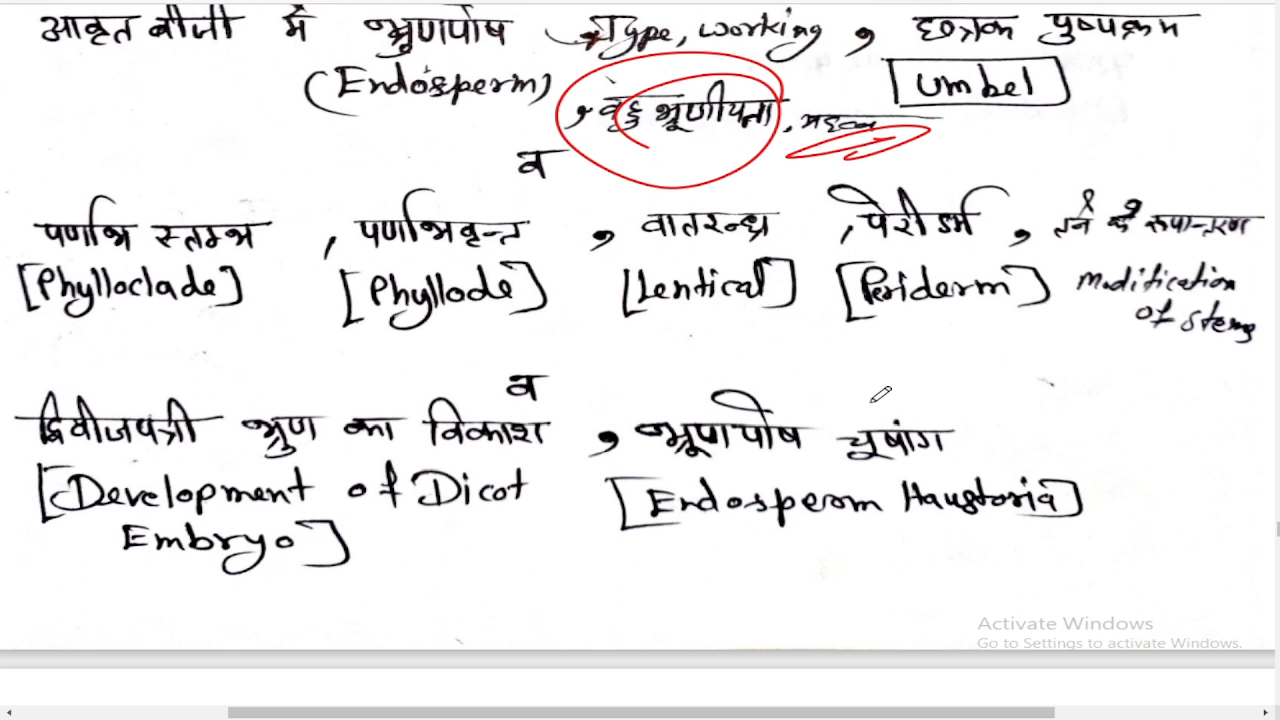 आवृत बीजी में भ्रूणपोष → Type, working , छत्रक पुष्पक्रम
(Endosperm) [Umbel]
, बहु भ्रूणीयता , महत्व
व
पर्णाभ स्तम्भ , पर्णाभवृन्त , वातरन्ध्र , पेरीडर्म , तने के रूपान्तरण
[Phylloclade] [Phyllode] [Lentical] [Periderm] Modification
of stems
व
द्विबीजपत्री भ्रुण का विकाश , भ्रूणपोष चूषांग
[Development of Dicot [Endosperm Haustoria]
Embryo]
Activate Windows
Go to Settings to activate Windows.